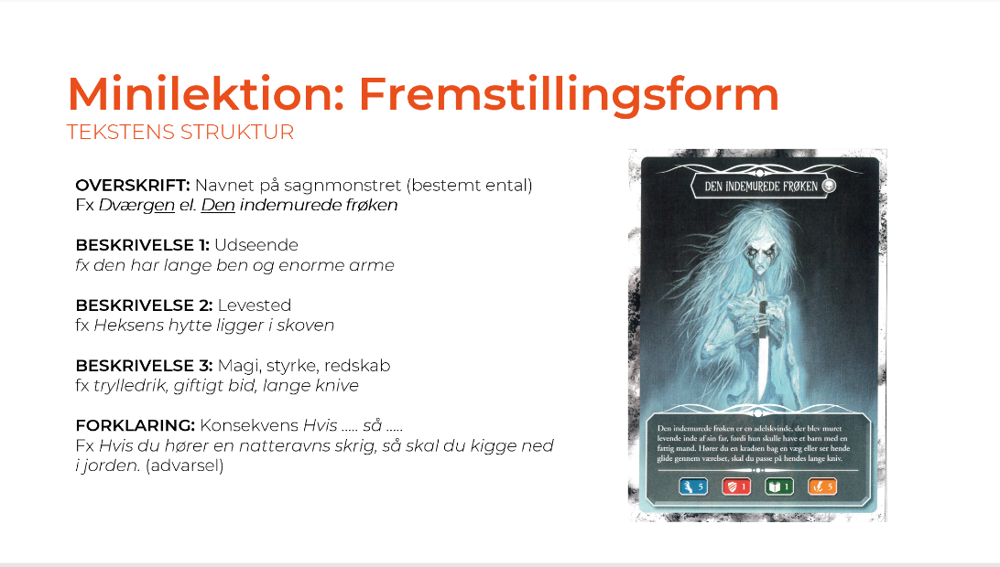 Minilektion: Fremstillingsform
TEKSTENS STRUKTUR
OVERSKRIFT: Navnet på sagnmonstret (bestemt ental)
Fx Dværgen el. Den indemurede frøken
BESKRIVELSE 1: Udseende
fx den har lange ben og enorme arme
BESKRIVELSE 2: Levested
fx Heksens hytte ligger i skoven
BESKRIVELSE 3: Magi, styrke, redskab
fx trylledrik, giftigt bid, lange knive
FORKLARING: Konsekvens Hvis ..... så .....
Fx Hvis du hører en natteravns skrig, så skal du kigge ned
i jorden. (advarsel)
DEN INDEMUREDE FRØKEN
Den indemurede frøken er en adelskvinde, der blev muret
levende inde af sin far, fordi hun skulle have et barn med en
fattig mand. Hører du en kradsen bag en væg eller ser hende
glide gennem værelset, skal du passe på hendes lange kniv.
5 1 1 5